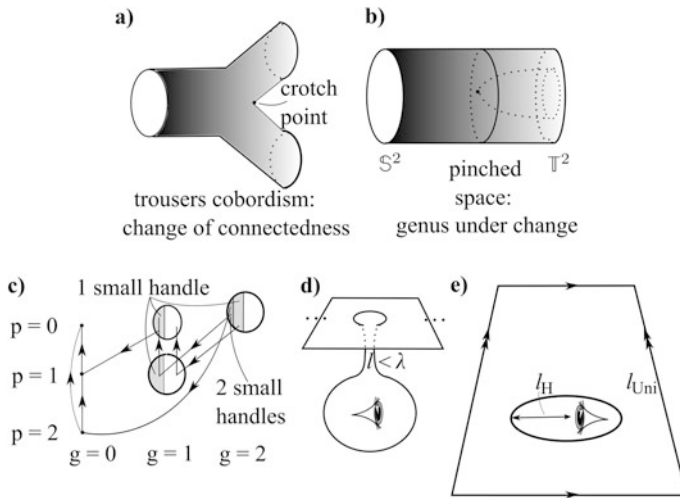 a)
crotch
point
trousers cobordism:
change of connectedness
b)
𝕊²
𝕋²
pinched
space:
genus under change
c)
1 small handle
p = 0
p = 1
p = 2
2 small
handles
g = 0
g = 1
g = 2
d)
l < λ
e)
l_H
l_Uni